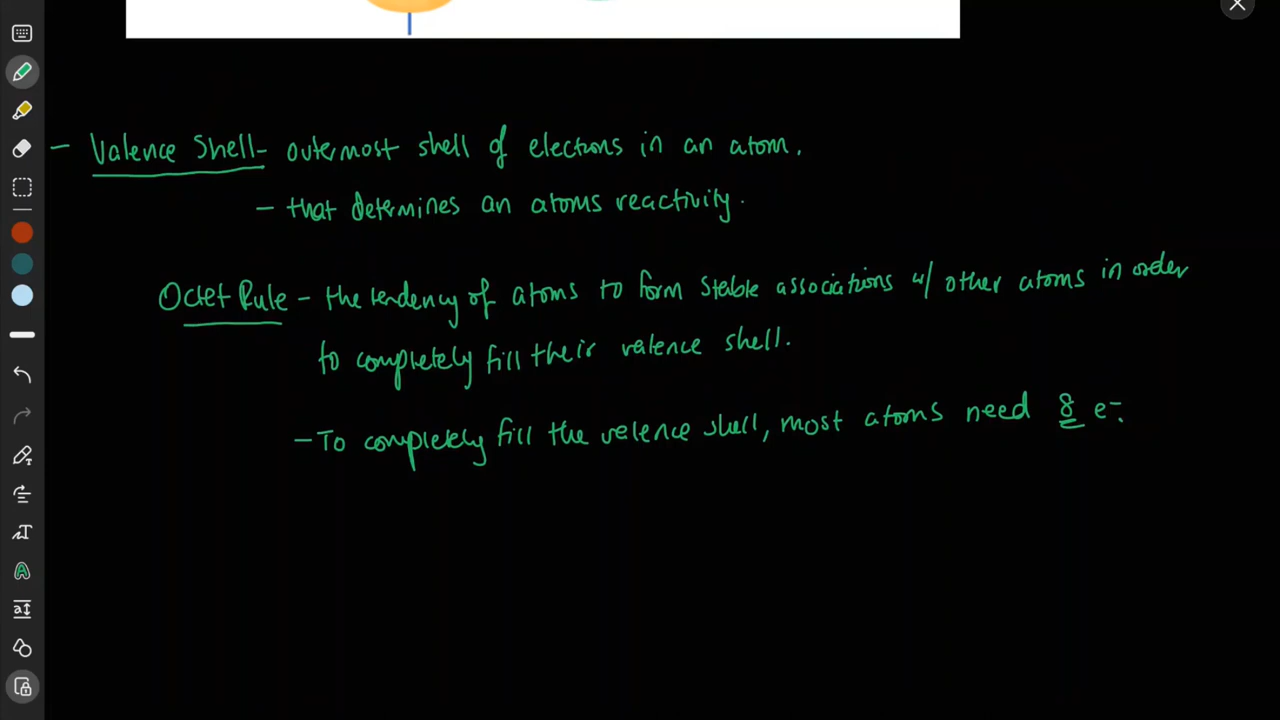 - Valence Shell - outermost shell of electrons in an atom.
- that determines an atoms reactivity.
Octet Rule - the tendency of atoms to form stable associations w/ other atoms in order
to completely fill their valence shell.
- To completely fill the valence shell, most atoms need 8 e-.